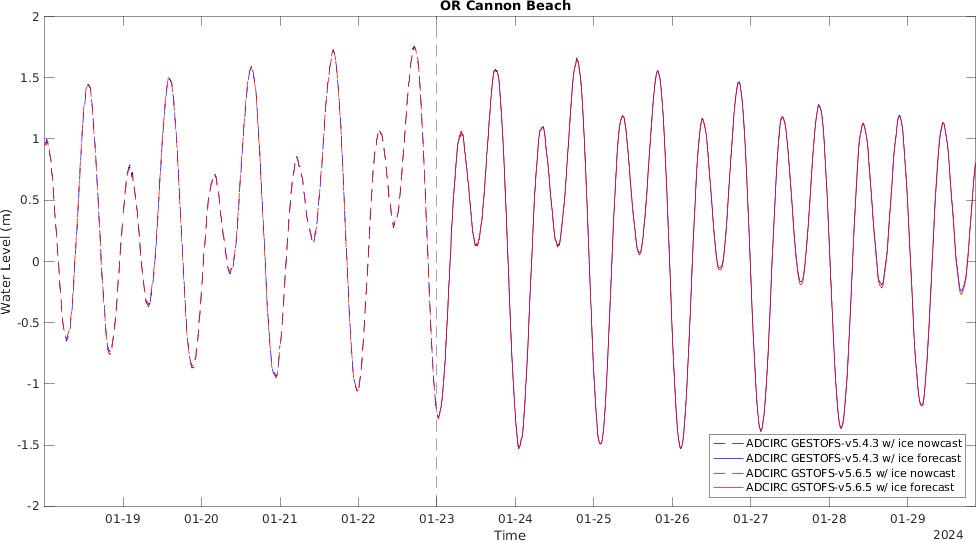 OR Cannon Beach
2
1.5
1
0.5
0
-0.5
-1
-1.5
-2
Water Level (m)
01-19 01-20 01-21 01-22 01-23 01-24 01-25 01-26 01-27 01-28 01-29
Time
2024
ADCIRC GESTOFS-v5.4.3 w/ ice nowcast
ADCIRC GESTOFS-v5.4.3 w/ ice forecast
ADCIRC GSTOFS-v5.6.5 w/ ice nowcast
ADCIRC GSTOFS-v5.6.5 w/ ice forecast